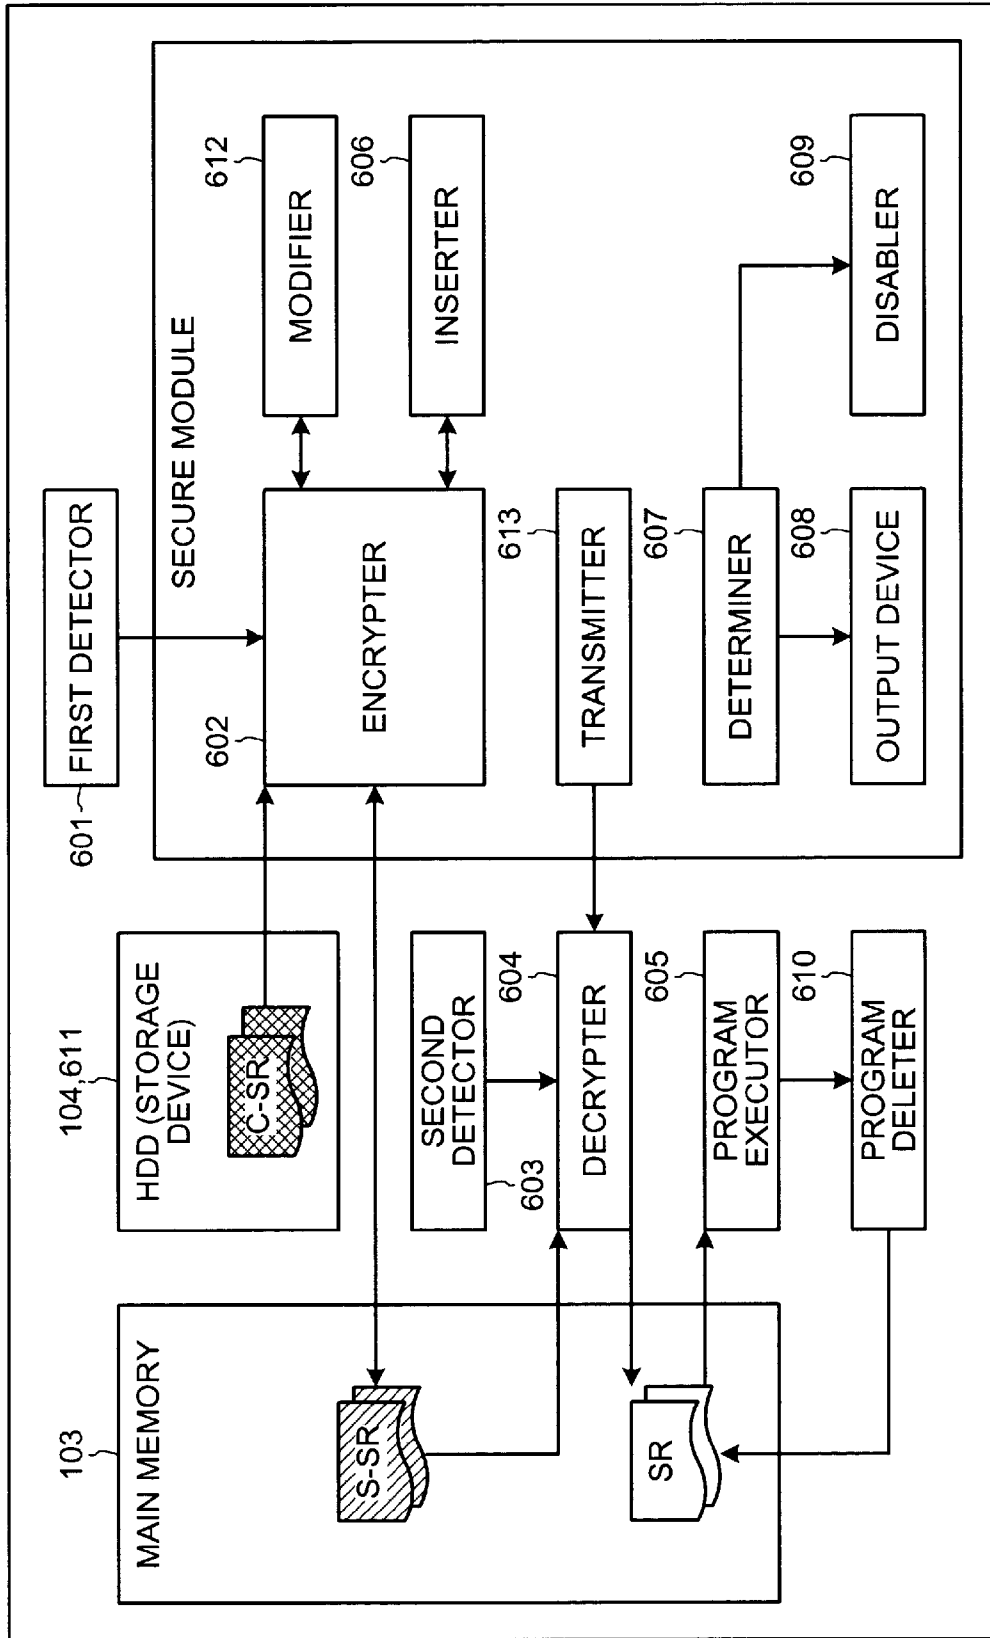 103
MAIN MEMORY
S-SR
SR
104,611
HDD (STORAGE
DEVICE)
C-SR
SECOND
DETECTOR
603
604
DECRYPTER
605
PROGRAM
EXECUTOR
610
PROGRAM
DELETER
601
FIRST DETECTOR
SECURE MODULE
602
ENCRYPTER
612
MODIFIER
606
INSERTER
613
TRANSMITTER
607
DETERMINER
608
OUTPUT DEVICE
609
DISABLER